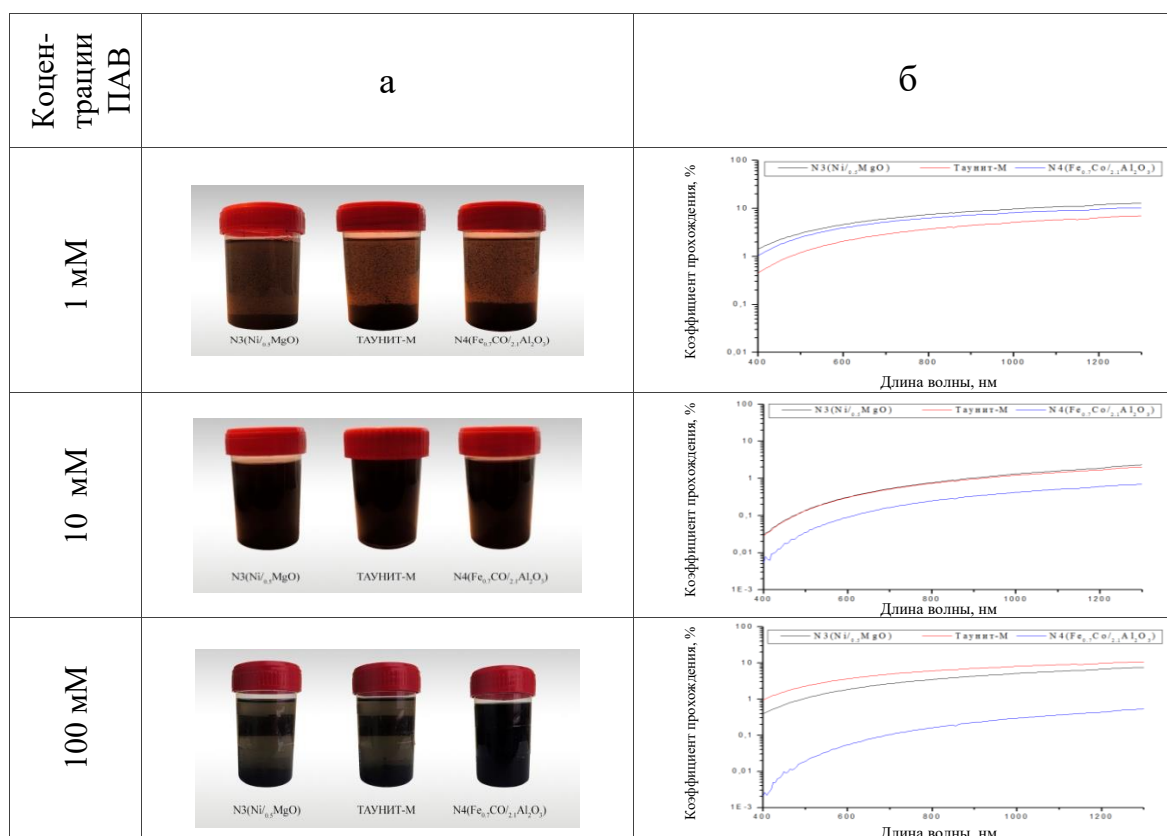 Коцен-
трации
ПАВ
а
б
1 мМ
N3(Ni/0.5MgO) ТАУНИТ-М N4(Fe0.7CO/2.1Al2O3)
Коэффициент прохождения, %
100
10
1
0,1
0,01
N3(Ni/0.5MgO) Таунит-М N4(Fe0.7Co/2.1Al2O3)
400 600 800 1000 1200
Длина волны, нм
10 мМ
N3(Ni/0.5MgO) ТАУНИТ-М N4(Fe0.7CO/2.1Al2O3)
Коэффициент прохождения, %
100
10
1
0,1
0,01
1E-3
N3(Ni/0.5MgO) Таунит-М N4(Fe0.7Co/2.1Al2O3)
400 600 800 1000 1200
Длина волны, нм
100 мМ
N3(Ni/0.5MgO) ТАУНИТ-М N4(Fe0.7CO/2.1Al2O3)
Коэффициент прохождения, %
100
10
1
0,1
0,01
1E-3
N3(Ni/0.5MgO) Таунит-М N4(Fe0.7Co/2.1Al2O3)
400 600 800 1000 1200
Длина волны, нм